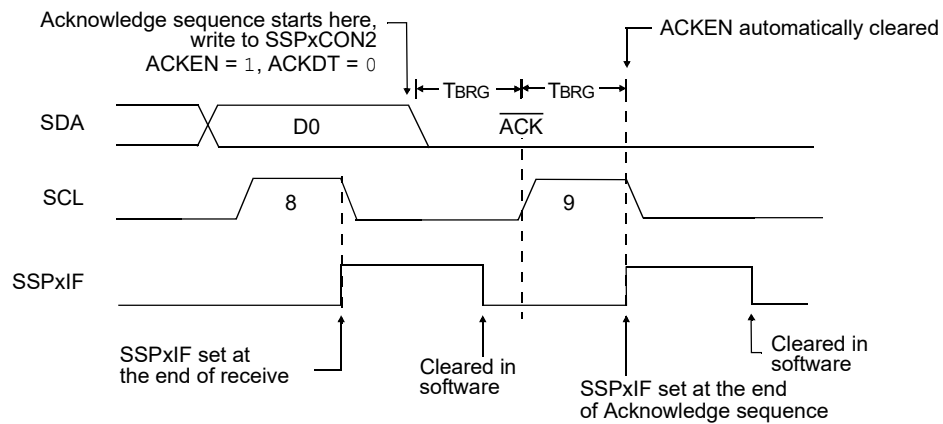 Acknowledge sequence starts here,
write to SSPxCON2
ACKEN = 1, ACKDT = 0
ACKEN automatically cleared
TBRG
TBRG
SDA
D0
ACK
SCL
8
9
SSPxIF
SSPxIF set at
the end of receive
Cleared in
software
SSPxIF set at the end
of Acknowledge sequence
Cleared in
software